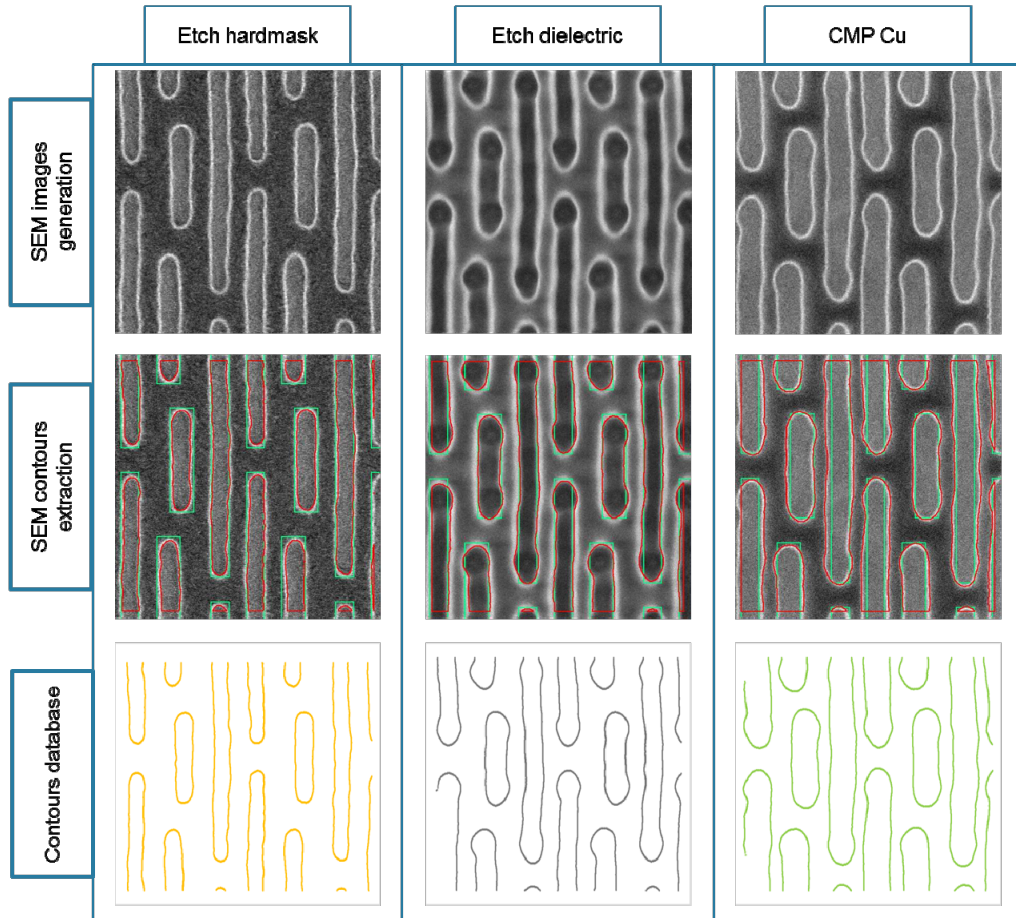 Etch hardmask
Etch dielectric
CMP Cu
SEM images
generation
SEM contours
extraction
Contours database